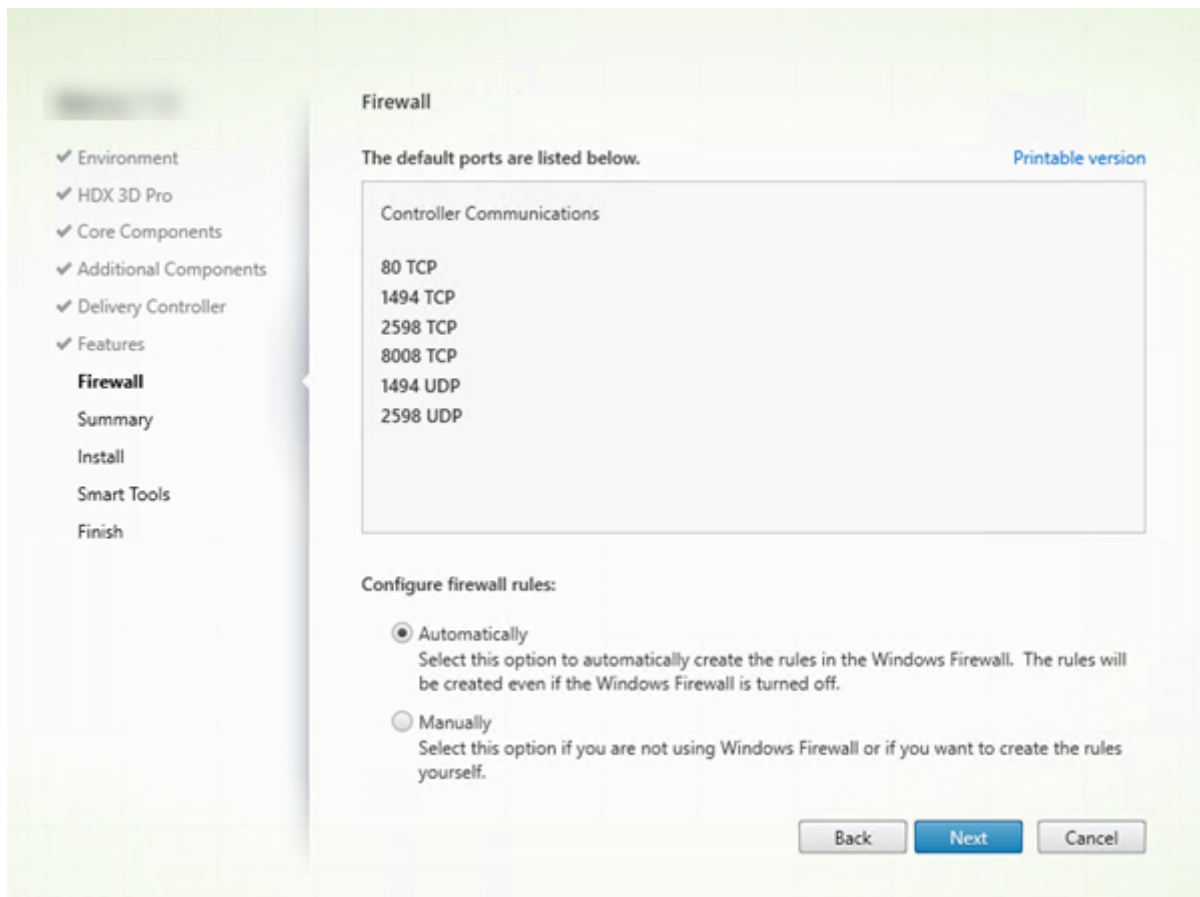 Firewall
✔ Environment
✔ HDX 3D Pro
✔ Core Components
✔ Additional Components
✔ Delivery Controller
✔ Features
Firewall
Summary
Install
Smart Tools
Finish
The default ports are listed below.
Printable version
Controller Communications
80 TCP
1494 TCP
2598 TCP
8008 TCP
1494 UDP
2598 UDP
Configure firewall rules:
Automatically
Select this option to automatically create the rules in the Windows Firewall. The rules will
be created even if the Windows Firewall is turned off.
Manually
Select this option if you are not using Windows Firewall or if you want to create the rules
yourself.
Back
Next
Cancel